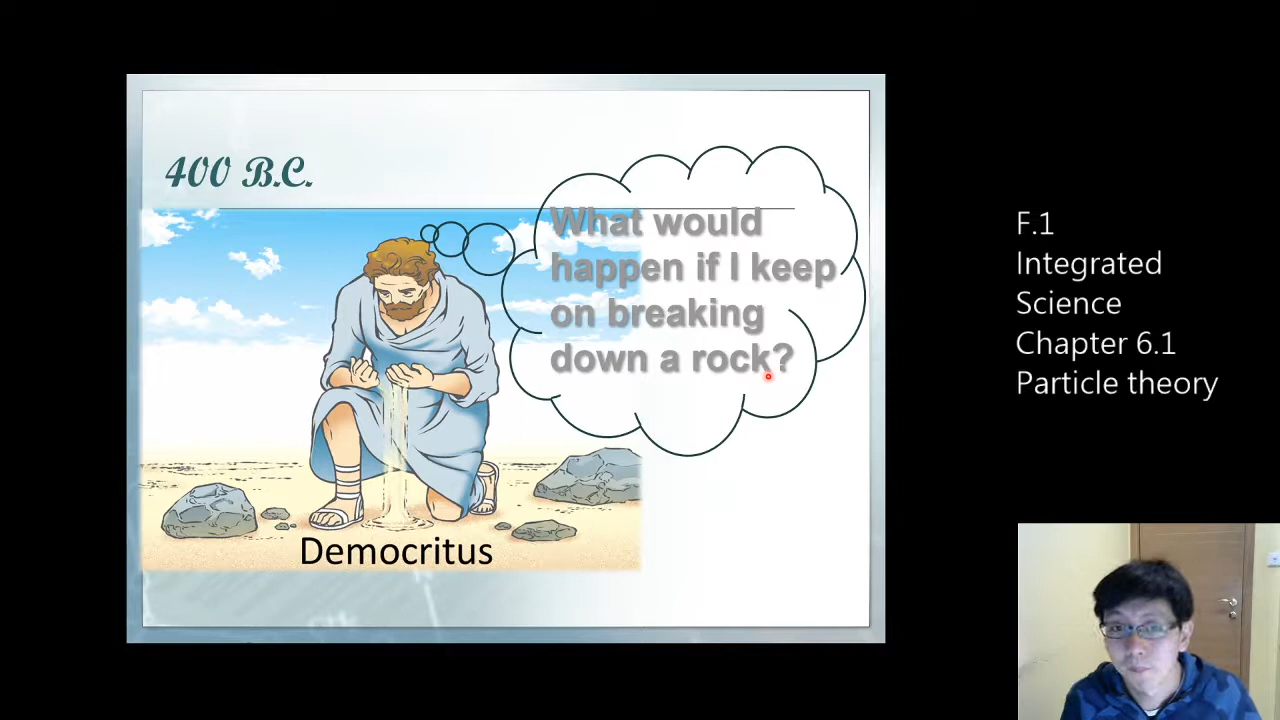 400 B.C.
What would
happen if I keep
on breaking
down a rock?
Democritus
F.1
Integrated
Science
Chapter 6.1
Particle theory